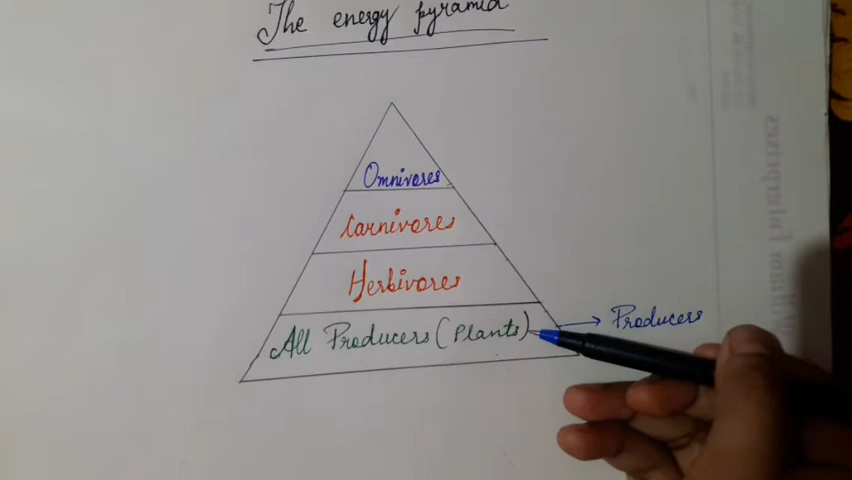 The energy pyramid
Omnivores
Carnivores
Herbivores
All Producers (Plants)
Producers